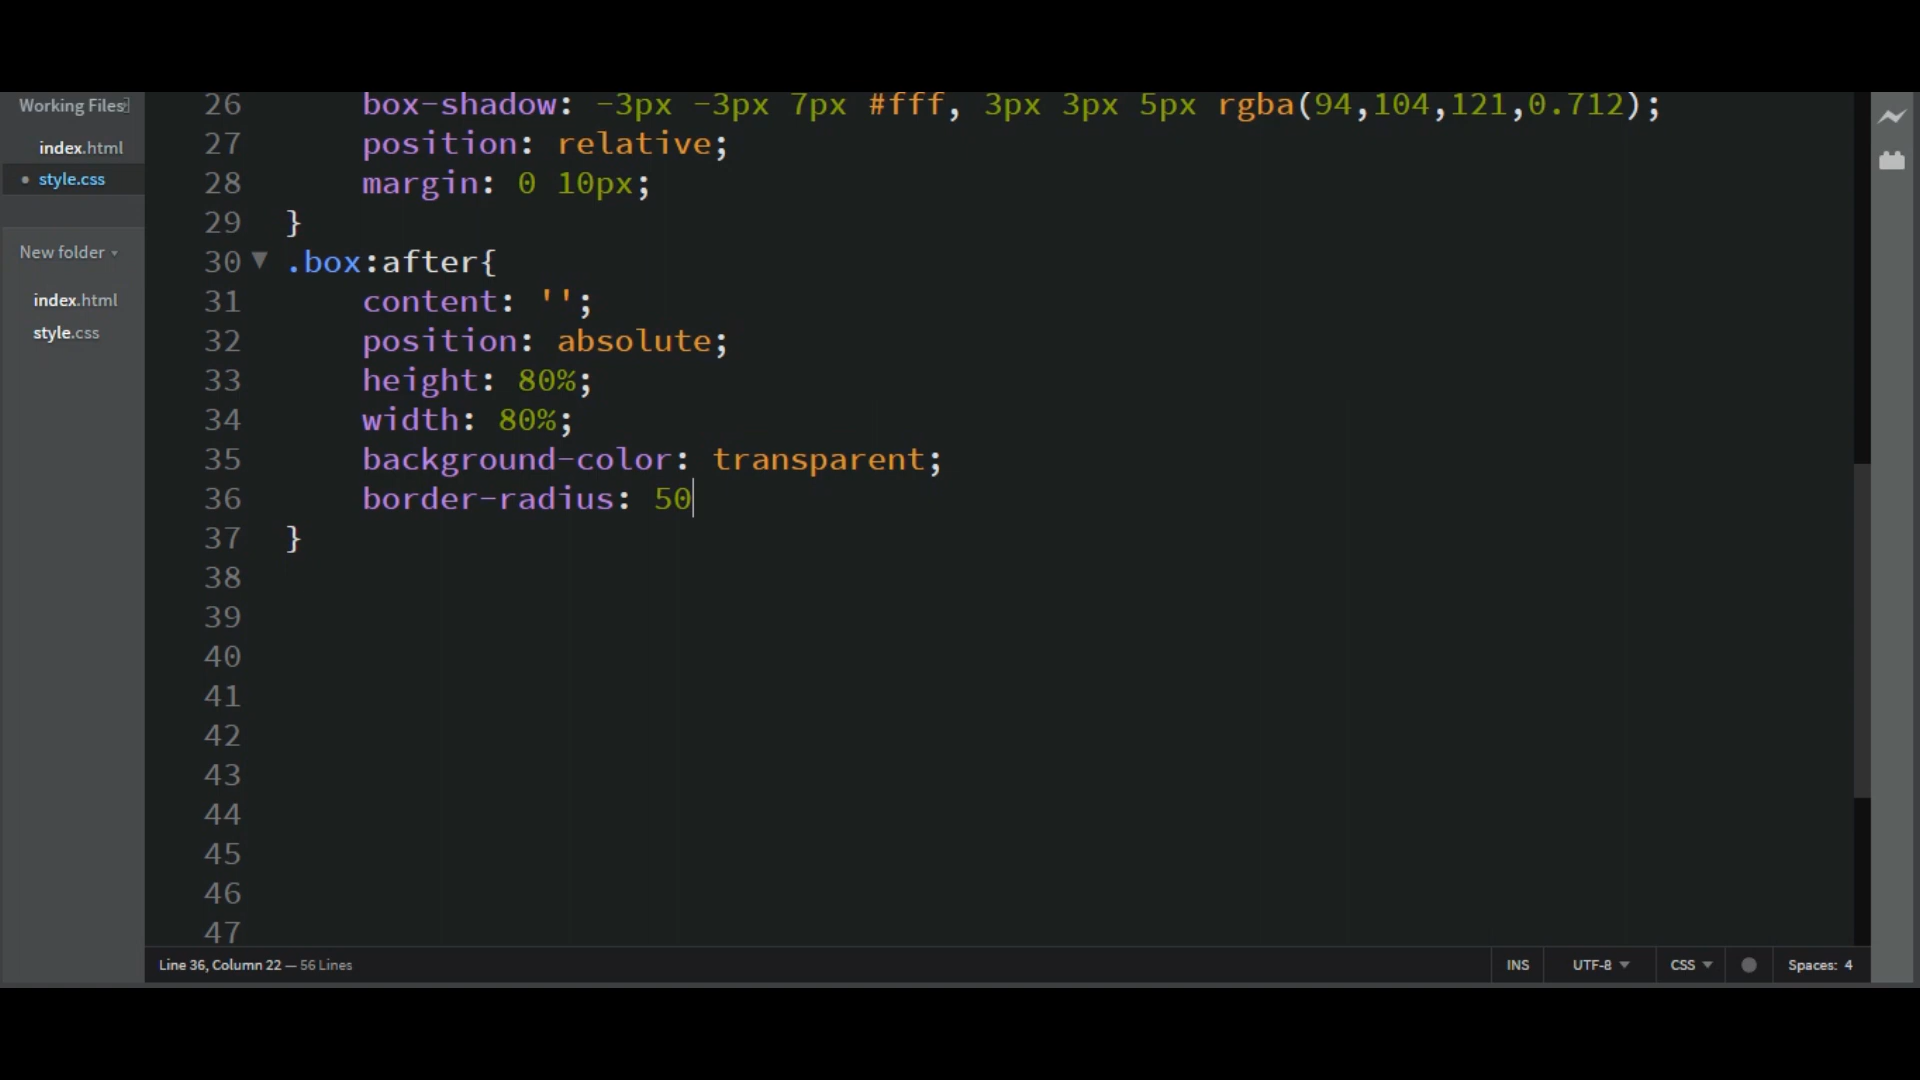 Working Files
index.html
• style.css
New folder
index.html
style.css
26 box-shadow: -3px -3px 7px #fff, 3px 3px 5px rgba(94,104,121,0.712);
27 position: relative;
28 margin: 0 10px;
29 }
30 .box:after{
31 content: '';
32 position: absolute;
33 height: 80%;
34 width: 80%;
35 background-color: transparent;
36 border-radius: 50
37 }
38
39
40
41
42
43
44
45
46
47
Line 36, Column 22 — 56 Lines
INS UTF-8 CSS Spaces: 4